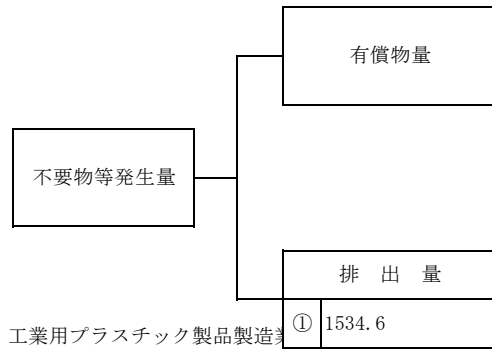 有償物量
不要物等発生量
排 出 量
① 1534.6
工業用プラスチック製品製造